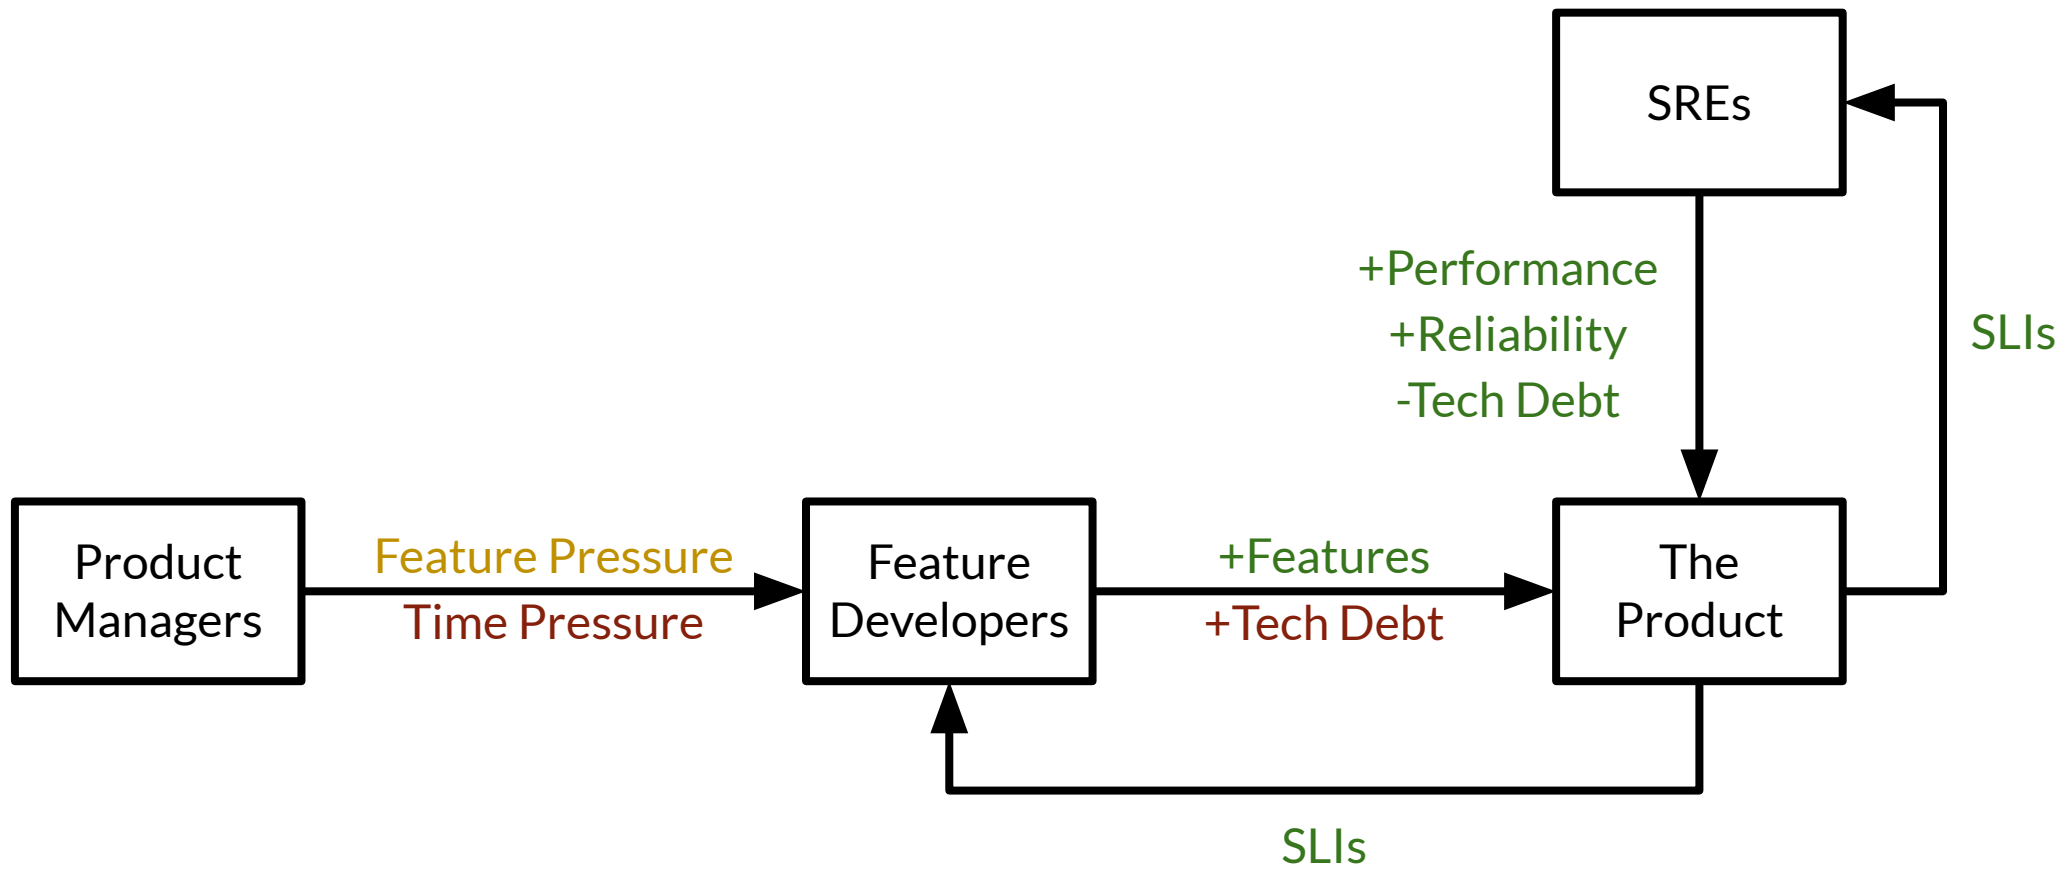 SREs
+Performance
+Reliability
-Tech Debt
SLIs
Product
Managers
Feature Pressure
Time Pressure
Feature
Developers
+Features
+Tech Debt
The
Product
SLIs